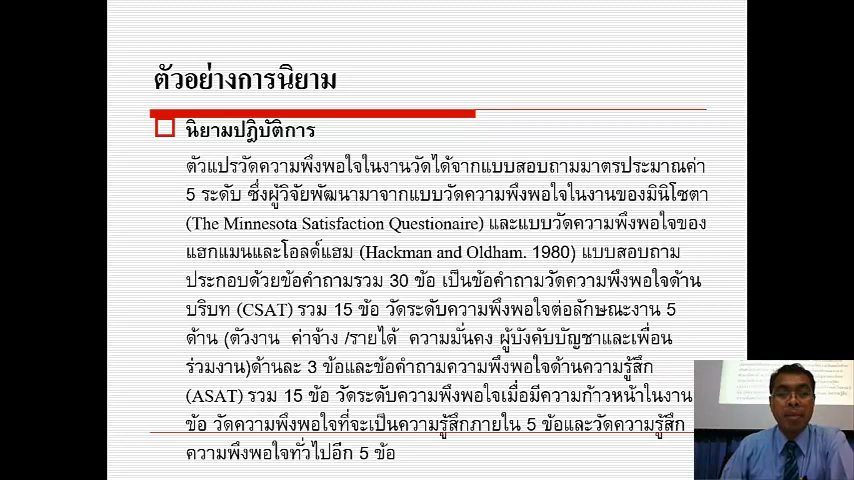 ตัวอย่างการนิยาม
นิยามปฏิบัติการ
ตัวแปรวัดความพึงพอใจในงานวัดได้จากแบบสอบถามมาตรประมาณค่า
5 ระดับ ซึ่งผู้วิจัยพัฒนามาจากแบบวัดความพึงพอใจในงานของมินิโซตา
(The Minnesota Satisfaction Questionaire) และแบบวัดความพึงพอใจของ
แฮกแมนและโอลด์แฮม (Hackman and Oldham. 1980) แบบสอบถาม
ประกอบด้วยข้อคำถามรวม 30 ข้อ เป็นข้อคำถามวัดความพึงพอใจด้าน
บริบท (CSAT) รวม 15 ข้อ วัดระดับความพึงพอใจต่อลักษณะงาน 5
ด้าน (ตัวงาน ค่าจ้าง /รายได้ ความมั่นคง ผู้บังคับบัญชาและเพื่อน
ร่วมงาน)ด้านละ 3 ข้อและข้อคำถามความพึงพอใจด้านความรู้สึก
(ASAT) รวม 15 ข้อ วัดระดับความพึงพอใจเมื่อมีความก้าวหน้าในงาน
ข้อ วัดความพึงพอใจที่จะเป็นความรู้สึกภายใน 5 ข้อและวัดความรู้สึก
ความพึงพอใจทั่วไปอีก 5 ข้อ